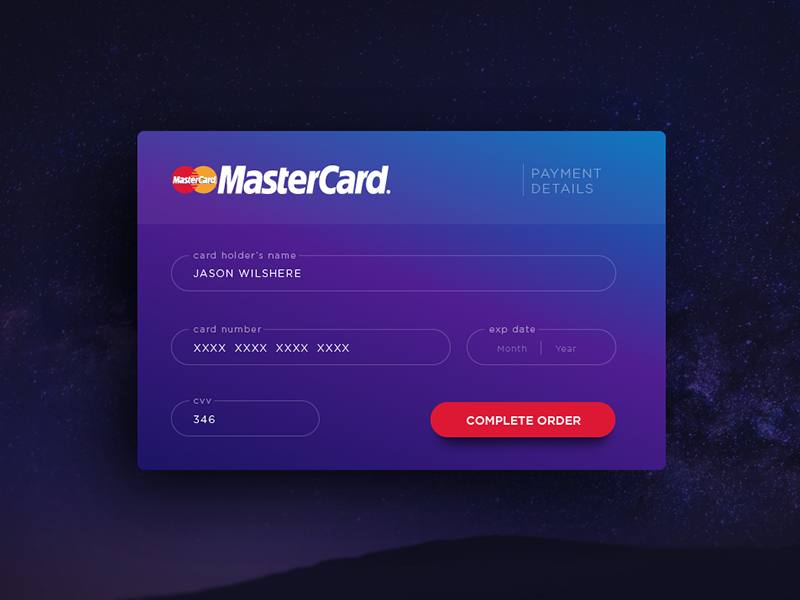 MasterCard MasterCard.
PAYMENT
DETAILS
card holder's name
JASON WILSHERE
card number
XXXX XXXX XXXX XXXX
exp date
Month Year
cvv
346
COMPLETE ORDER